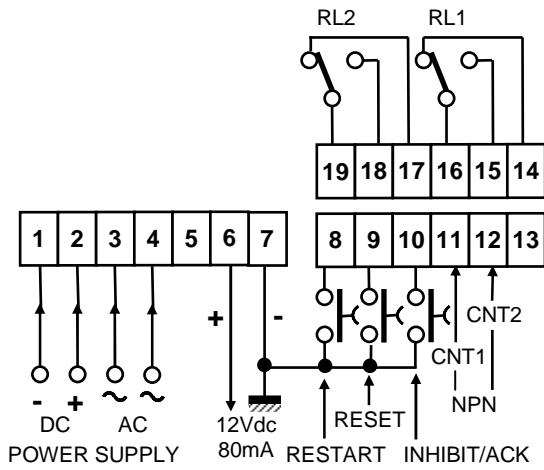 RL2 RL1
19 18 17 16 15 14
1 2 3 4 5 6 7 8 9 10 11 12 13
+ -
CNT2
CNT1
- + ~ ~
DC AC 12Vdc RESET NPN
80mA
POWER SUPPLY RESTART INHIBIT/ACK